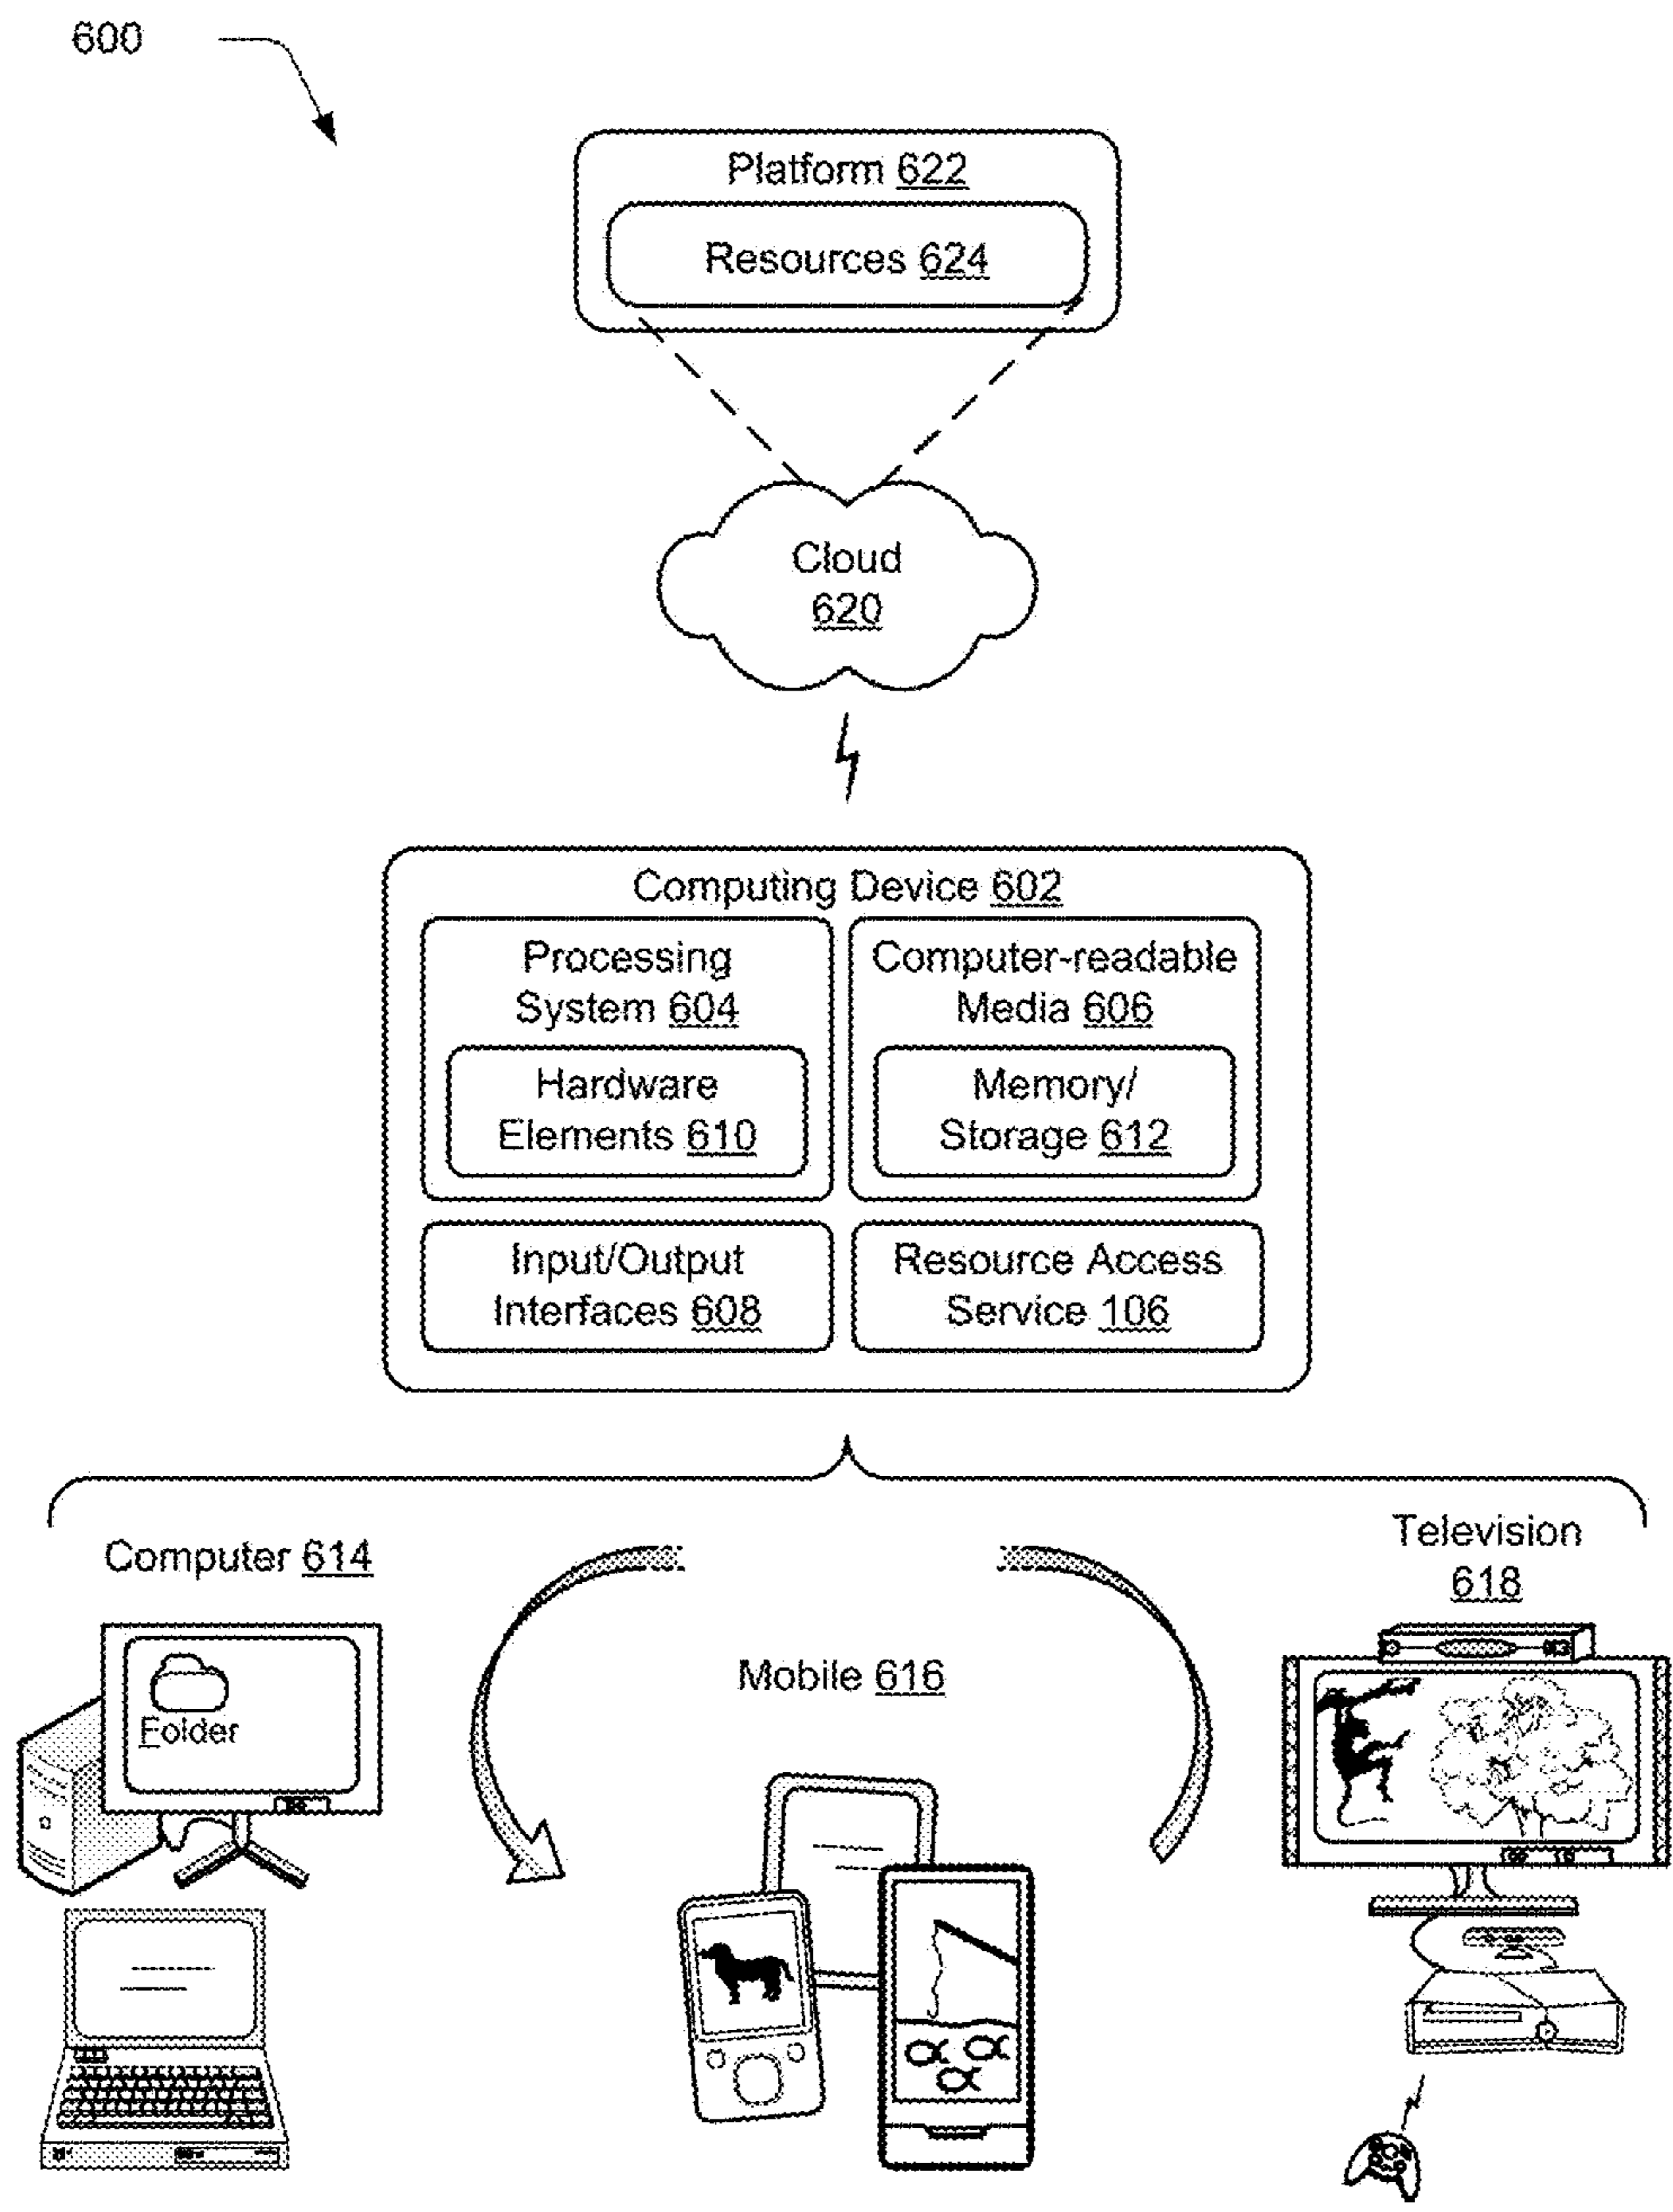 600
Platform 622
Resources 624
Cloud
620
Computing Device 602
Processing
System 604
Hardware
Elements 610
Computer-readable
Media 606
Memory/
Storage 612
Input/Output
Interfaces 608
Resource Access
Service 106
Computer 614
Folder
Mobile 616
Television
618